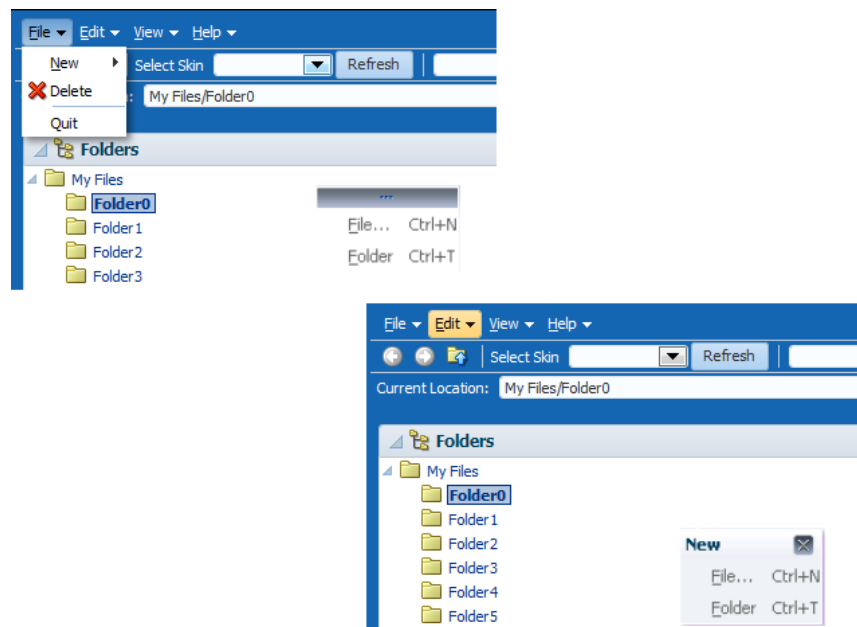 File Edit View Help
New Select Skin Refresh
Delete : My Files/Folder0
Quit
Folders
My Files
Folder0
Folder1
Folder2
Folder3
...
File... Ctrl+N
Folder Ctrl+T
File Edit View Help
Select Skin Refresh
Current Location: My Files/Folder0
Folders
My Files
Folder0
Folder1
Folder2
Folder3
Folder4
Folder5
New
File... Ctrl+N
Folder Ctrl+T